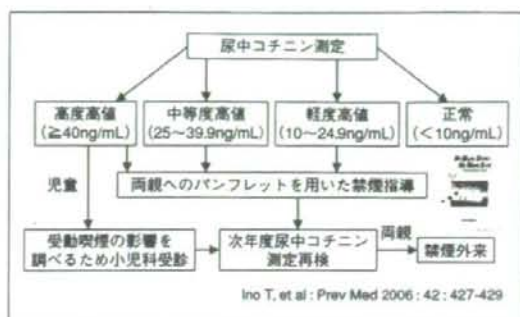 尿中コチニン測定
高度高値
(≧40ng/mL)
中等度高値
(25〜39.9ng/mL)
軽度高値
(10〜24.9ng/mL)
正常
(<10ng/mL)
児童
両親へのパンフレットを用いた禁煙指導
受動喫煙の影響を
調べるため小児科受診
次年度尿中コチニン
測定再検
両親
禁煙外来
Ino T, et al : Prev Med 2006 : 42 : 427-429